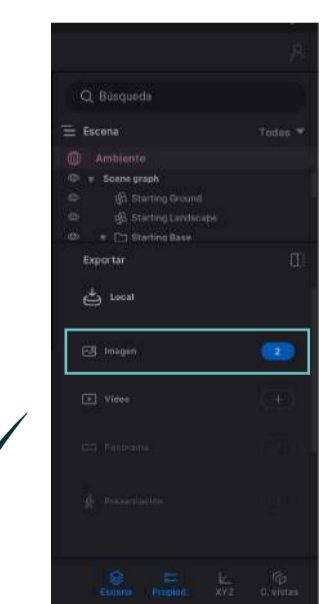 Búsqueda
Escena Todos
Ambiente
Scene graph
Starting Ground
Starting Landscape
Starting Base
Exportar
Local
Imagen 2
Vídeo +
Panorama
Presentación
Escena Propied. XYZ C. vistas